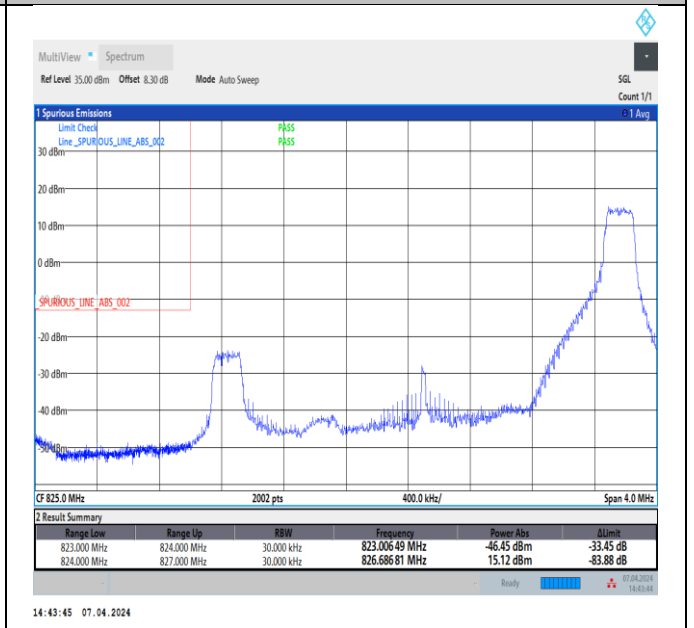 MultiView Spectrum
Ref Level 35.00 dBm Offset 8.30 dB Mode Auto Sweep SGL
Count 1/1
1 Spurious Emissions 1 Avg
Limit Check PASS
Line _SPURIOUS_LINE_ABS_002 PASS
30 dBm
20 dBm
10 dBm
0 dBm
_SPURIOUS_LINE_ABS_002
-20 dBm
-30 dBm
-40 dBm
-50 dBm
CF 825.0 MHz 2002 pts 400.0 kHz/ Span 4.0 MHz
2 Result Summary
Range Low Range Up RBW Frequency Power Abs ΔLimit
823.000 MHz 824.000 MHz 30.000 kHz 823.00649 MHz -46.45 dBm -33.45 dB
824.000 MHz 827.000 MHz 30.000 kHz 826.68681 MHz 15.12 dBm -83.88 dB
Ready 07.04.2024
14:43:44
14:43:45 07.04.2024